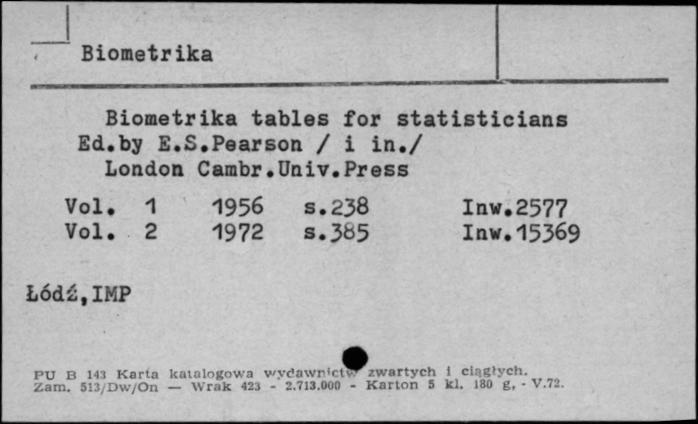 Biometrika
Biometrika tables for statisticians
Ed.by E.S.Pearson / i in./
London Cambr.Univ.Press
Vol. 1 1956 s.238 Inw.2577
Vol. 2 1972 s.385 Inw.15369
Łódź,IMP
PU B 143 Karta katalogowa wydawnictw zwartych i ciągłych.
Zam. 513/Dw/On — Wrak 423 - 2.713.000 - Karton 5 kl. 180 g, - V.72.